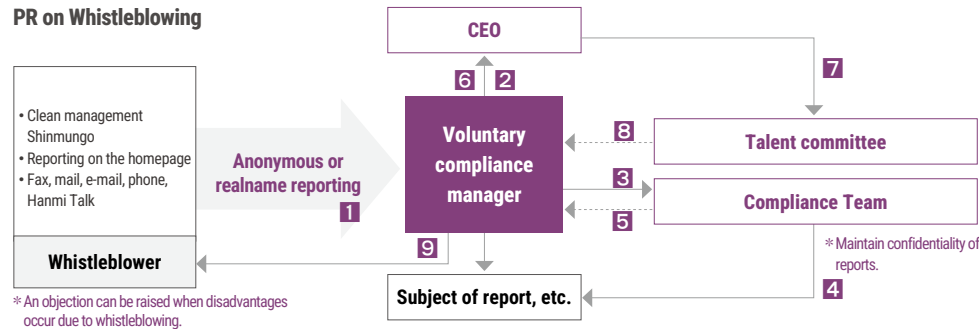 PR on Whistleblowing
CEO
6
2
7
• Clean management
Shinmungo
• Reporting on the homepage
• Fax, mail, e-mail, phone,
Hanmi Talk
Anonymous or
realname reporting
1
Voluntary
compliance
manager
8
Talent committee
3
5
Compliance Team
Whistleblower
9
* Maintain confidentiality of
reports.
4
Subject of report, etc.
* An objection can be raised when disadvantages
occur due to whistleblowing.